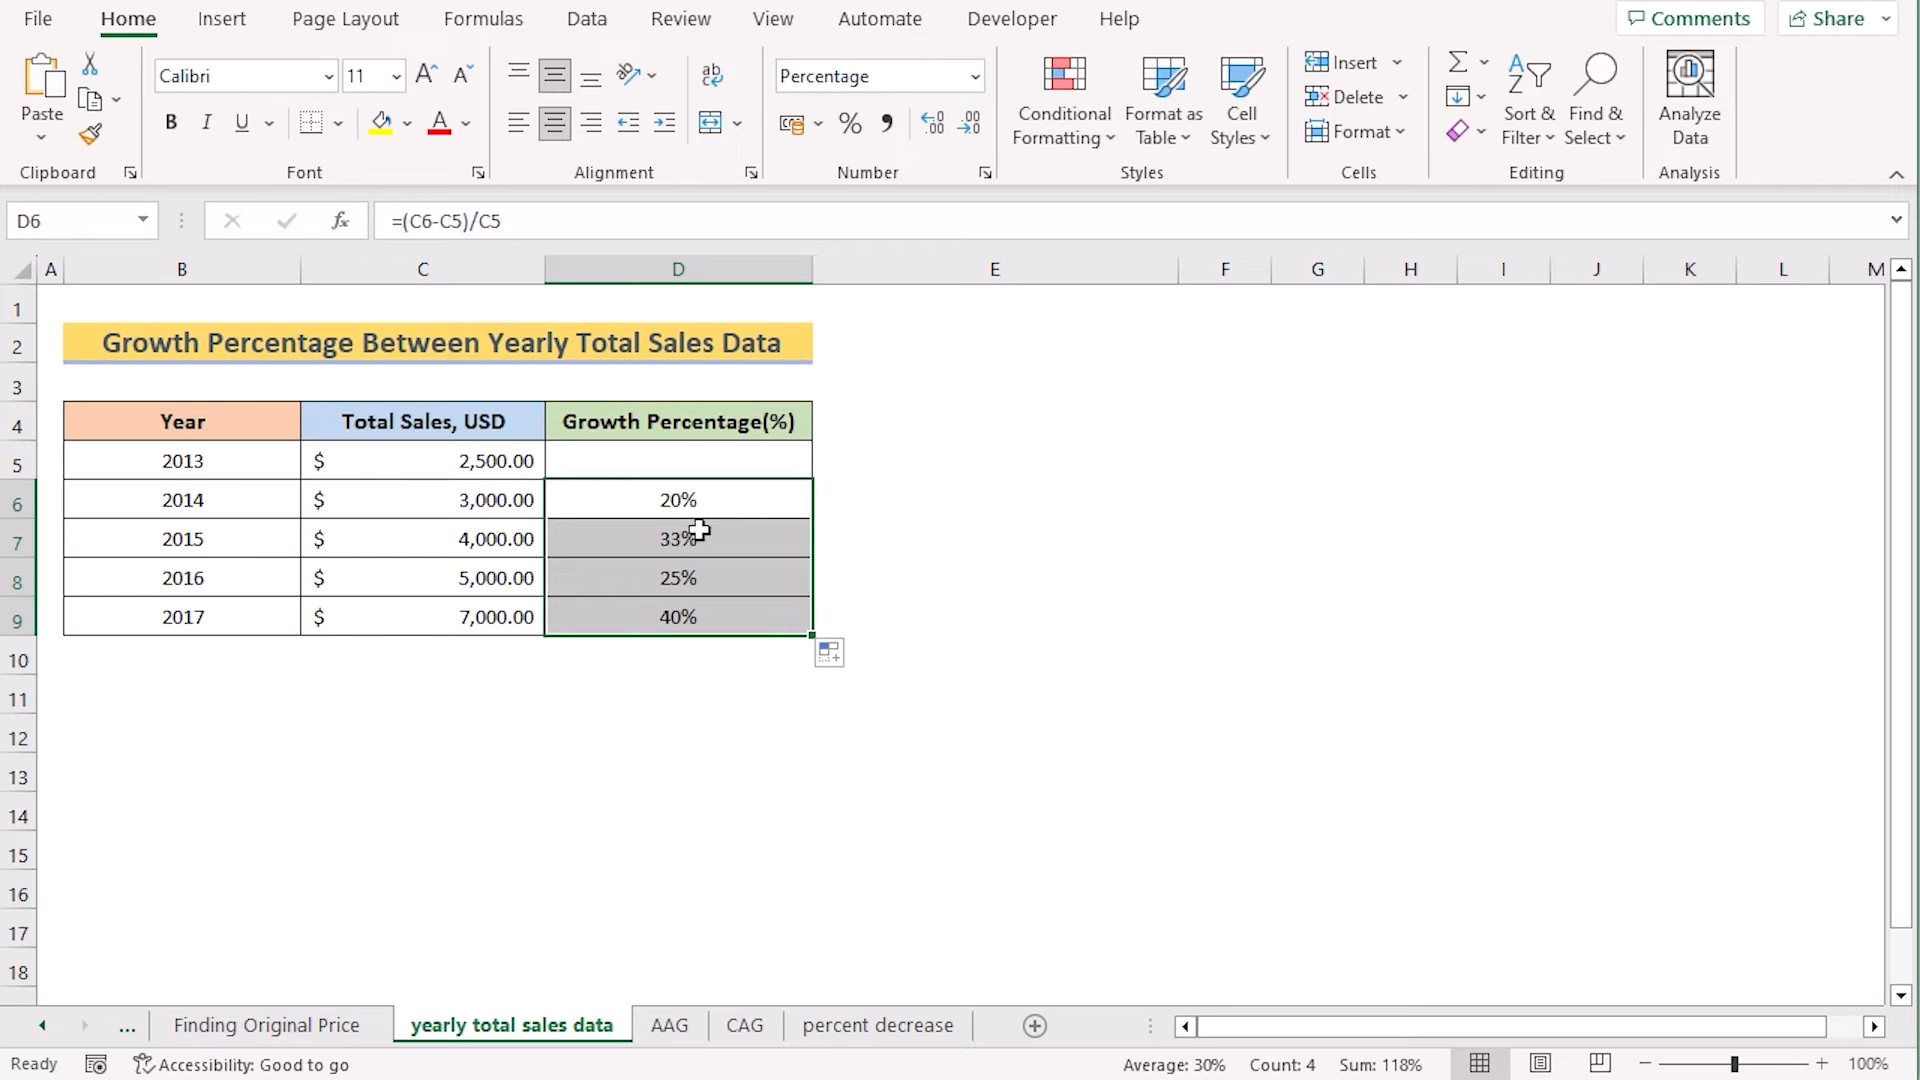 File Home Insert Page Layout Formulas Data Review View Automate Developer Help Comments Share
Calibri 11 A A ab Percentage Insert Σ
Paste Conditional Format as Cell Delete Sort & Find & Analyze
B I U A % , .00 .00 Formatting Table Styles Format Filter Select Data
Clipboard Font Alignment Number Styles Cells Editing Analysis
D6 fx =(C6-C5)/C5
A B C D E F G H I J K L M
1
2 Growth Percentage Between Yearly Total Sales Data
3
4 Year Total Sales, USD Growth Percentage(%)
5 2013 $ 2,500.00
6 2014 $ 3,000.00 20%
7 2015 $ 4,000.00 33%
8 2016 $ 5,000.00 25%
9 2017 $ 7,000.00 40%
10
11
12
13
14
15
16
17
18
... Finding Original Price yearly total sales data AAG CAG percent decrease
Ready Accessibility: Good to go Average: 30% Count: 4 Sum: 118% 100%